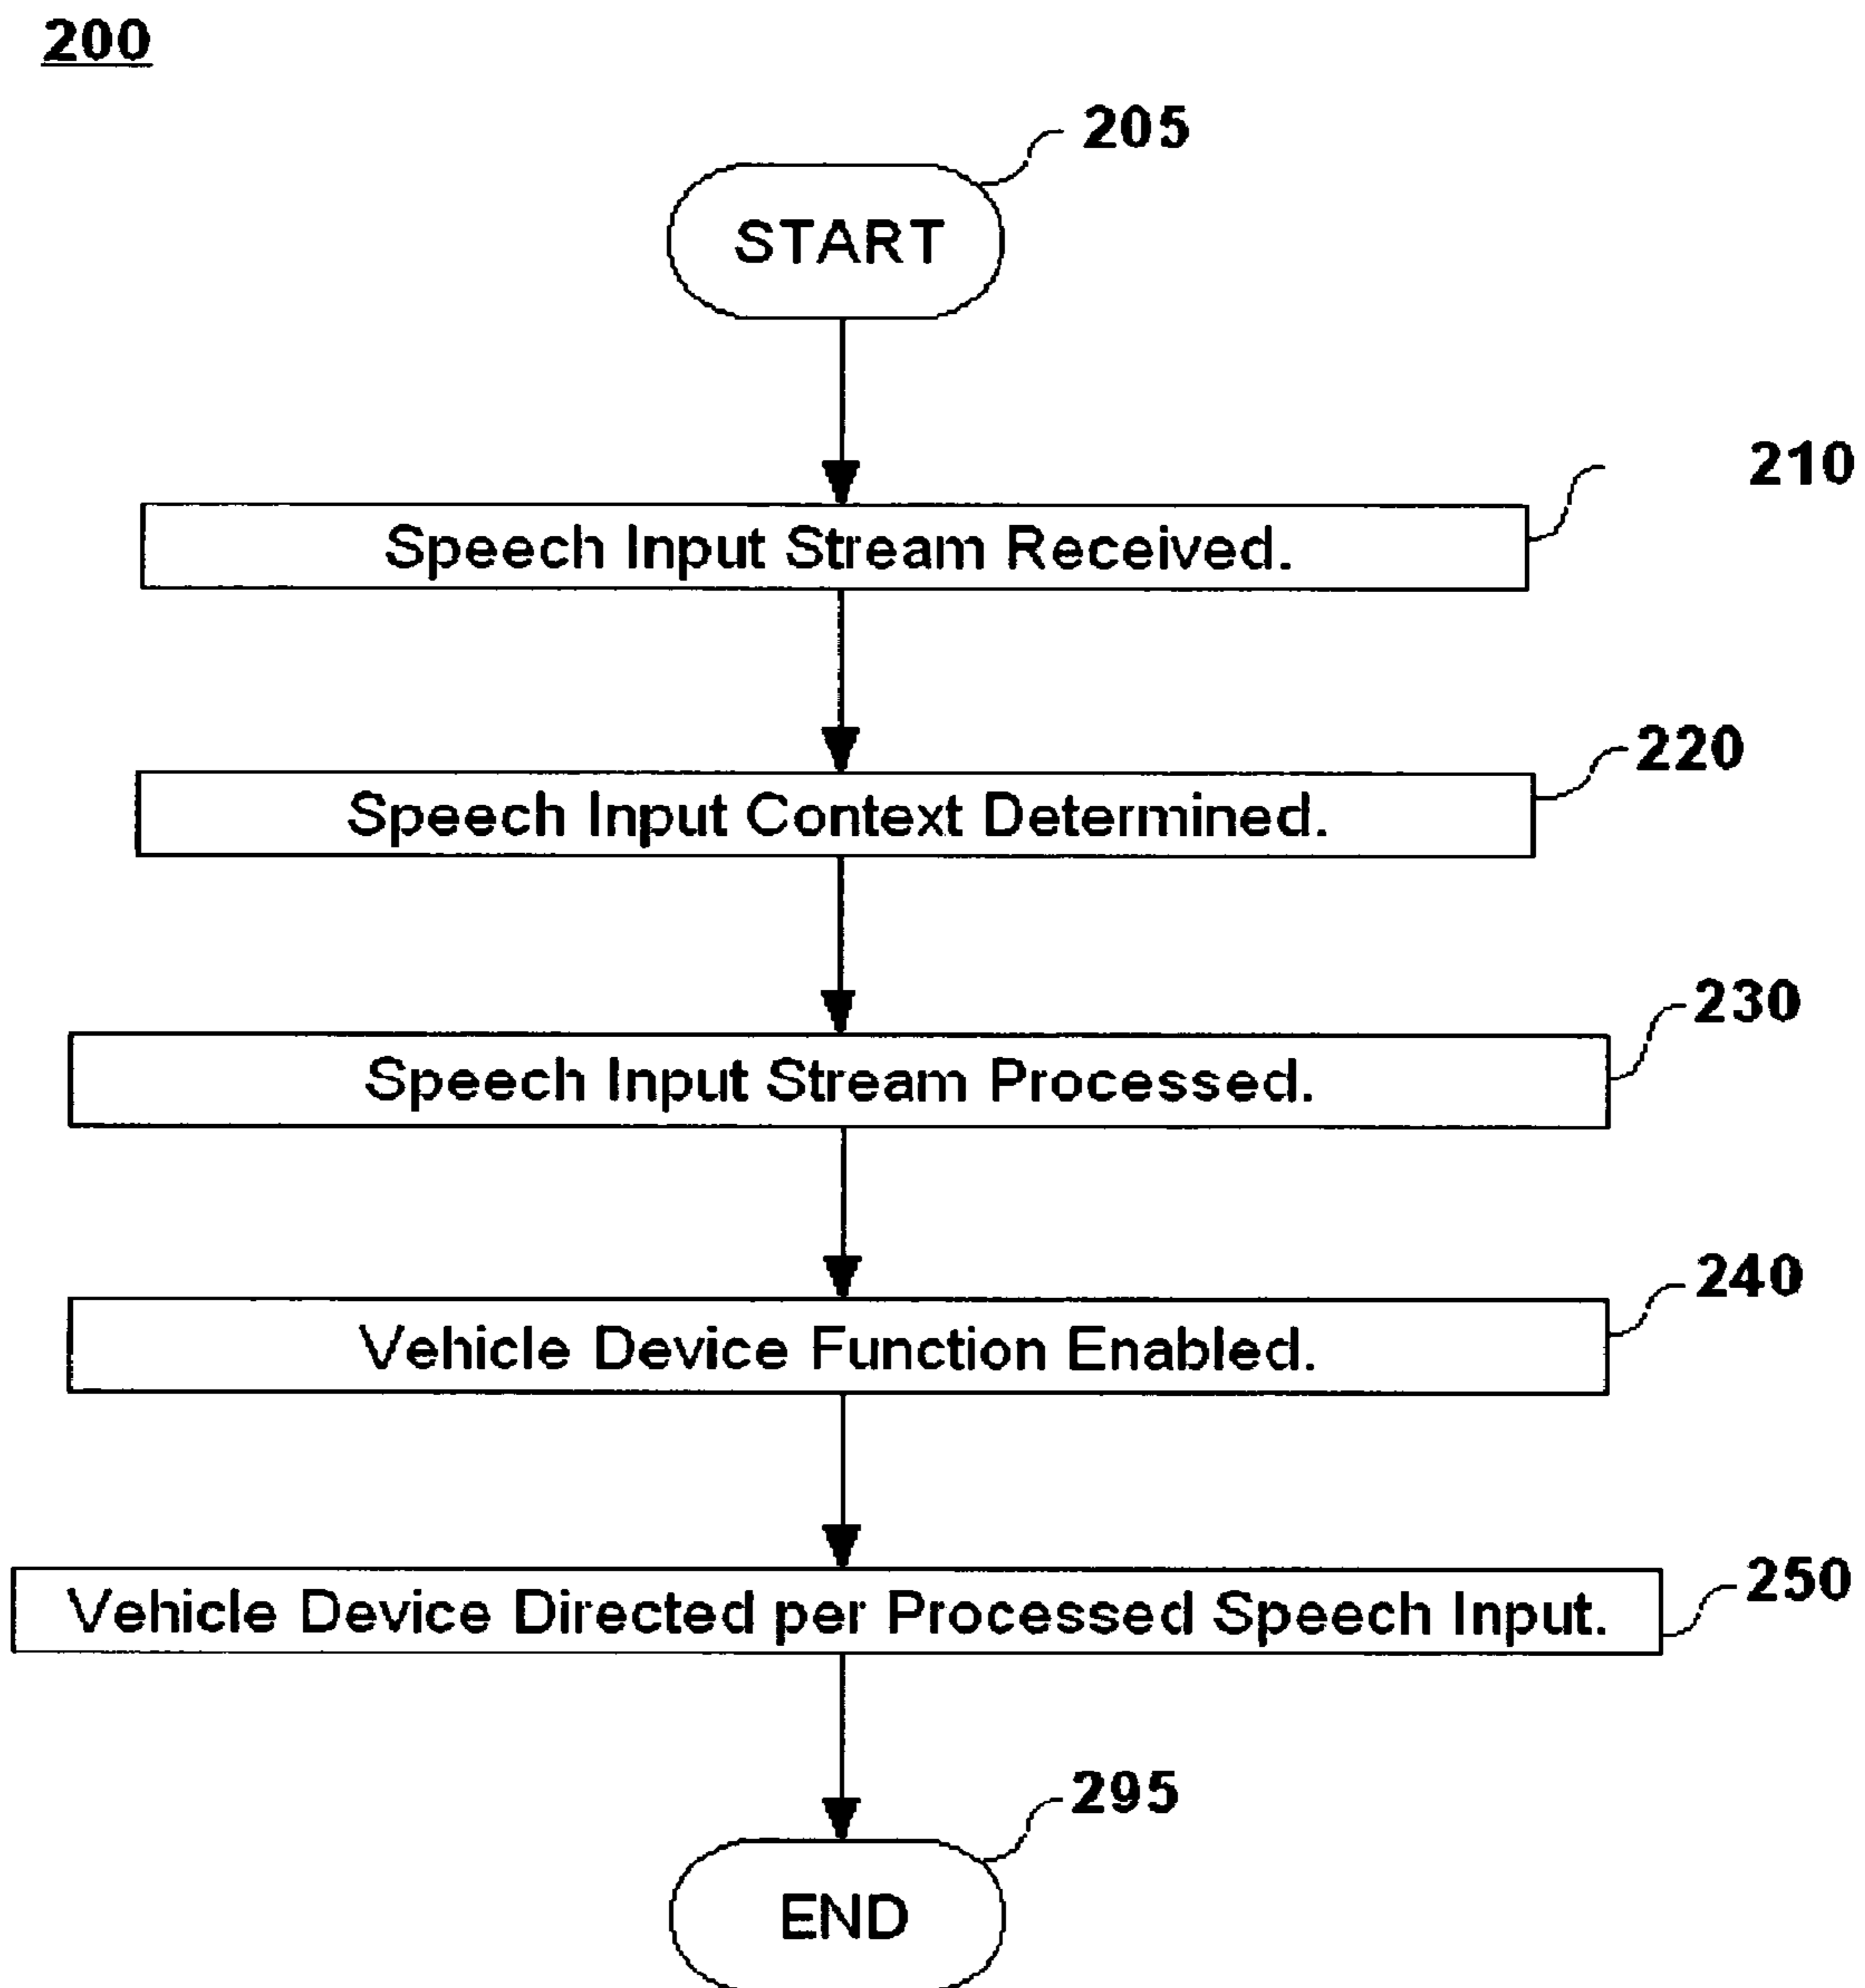 200
205
START
210
Speech Input Stream Received.
220
Speech Input Context Determined.
230
Speech Input Stream Processed.
240
Vehicle Device Function Enabled.
250
Vehicle Device Directed per Processed Speech Input.
295
END